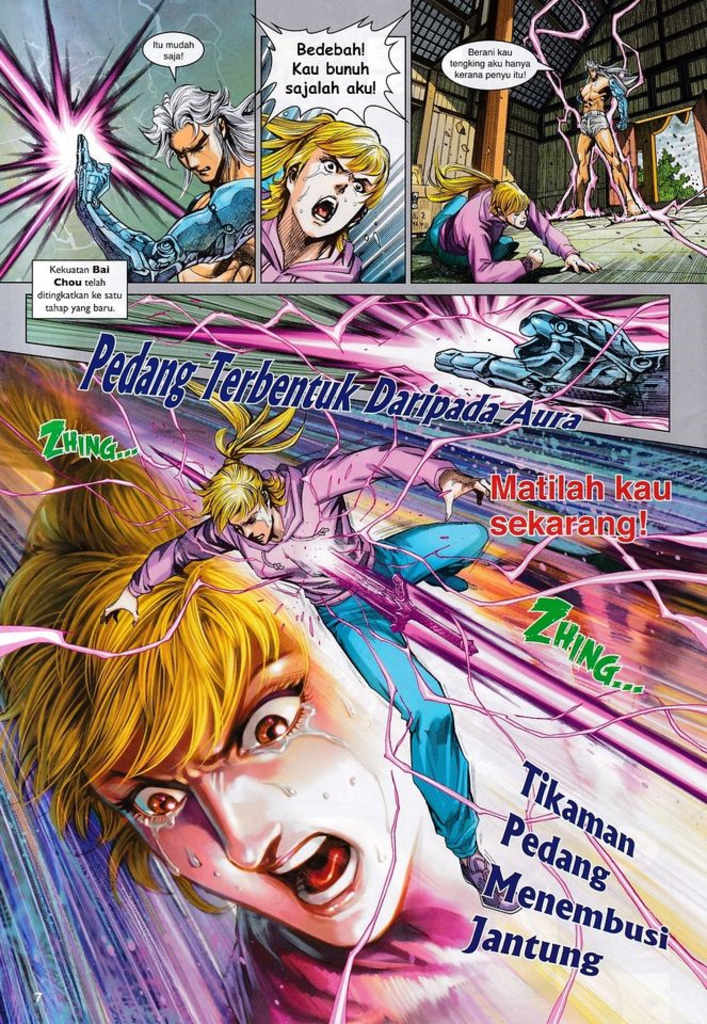 Itu mudah
saja!
Bedebah!
Kau bunuh
sajalah aku!
Berani kau
tengking aku hanya
kerana penyu itu!
Kekuatan Bai
Chou telah
ditingkatkan ke satu
tahap yang baru.
Pedang Terbentuk Daripada Aura
Zhing...
Matilah kau
sekarang!
Zhing...
Tikaman
Pedang
Menembusi
Jantung
7